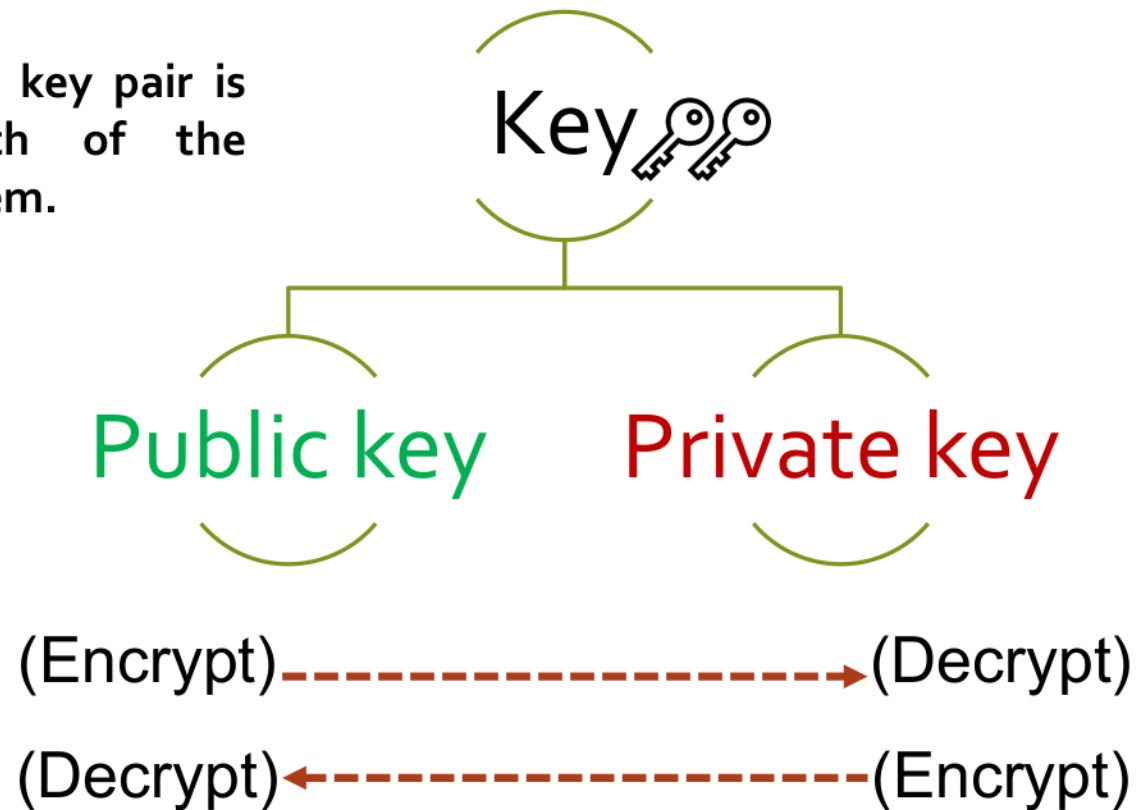 key pair is
of the
Key
Public key Private key
(Encrypt) (Decrypt)
(Decrypt) (Encrypt)